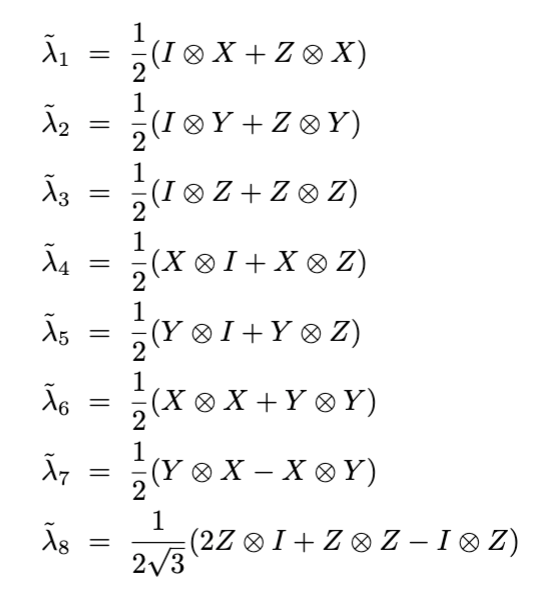 λ̃₁ = 1/2 (I ⊗ X + Z ⊗ X)
λ̃₂ = 1/2 (I ⊗ Y + Z ⊗ Y)
λ̃₃ = 1/2 (I ⊗ Z + Z ⊗ Z)
λ̃₄ = 1/2 (X ⊗ I + X ⊗ Z)
λ̃₅ = 1/2 (Y ⊗ I + Y ⊗ Z)
λ̃₆ = 1/2 (X ⊗ X + Y ⊗ Y)
λ̃₇ = 1/2 (Y ⊗ X − X ⊗ Y)
λ̃₈ = 1/(2√3) (2Z ⊗ I + Z ⊗ Z − I ⊗ Z)